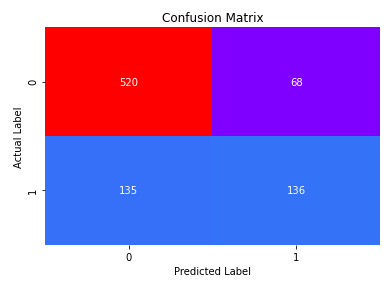 Confusion Matrix
Actual Label
0
520
68
1
135
136
0
1
Predicted Label